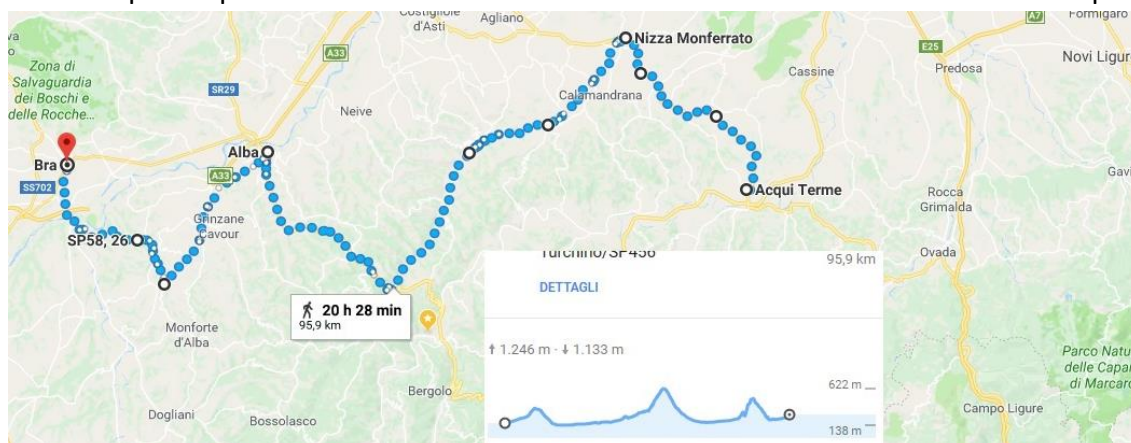 Costigliole
d'Asti
Agliano
A7
Formigaro
Nizza Monferrato
E25
Zona di
Salvaguardia
dei Boschi e
delle Rocche...
A33
Cassine
Predosa
Novi Ligure
SR29
Neive
Calamandrana
Alba
Bra
A33
SS702
Acqui Terme
Gavi
Rocca
Grimalda
Grinzane
Cavour
SP58, 26
Ovada
Turchino/SP456
95,9 km
DETTAGLI
20 h 28 min
95,9 km
Monforte
d'Alba
↑ 1.246 m · ↓ 1.133 m
Parco Natu
delle Capan
di Marcaro
Bergolo
622 m
Campo Ligure
Dogliani
Bossolasco
138 m